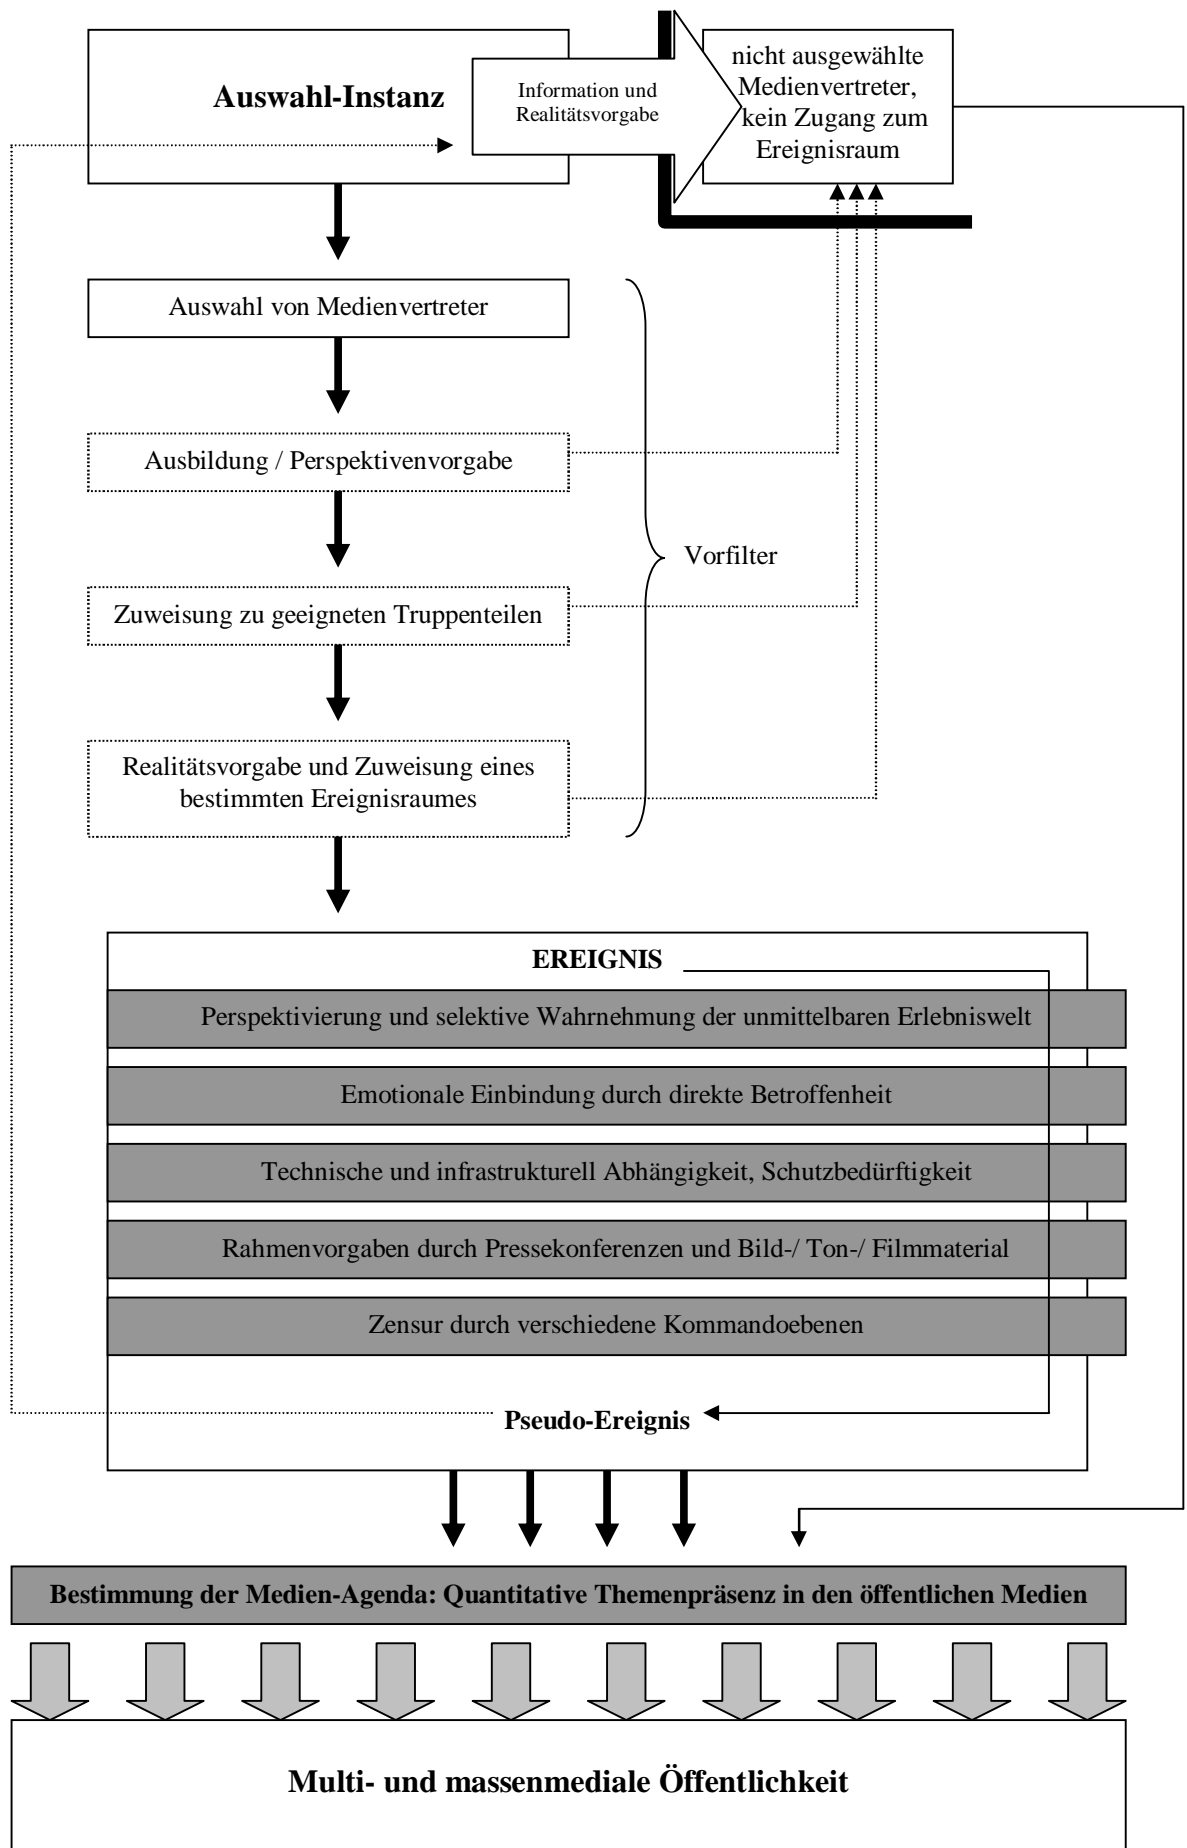 Auswahl-Instanz
Information und
Realitätsvorgabe
nicht ausgewählte
Medienvertreter,
kein Zugang zum
Ereignisraum
Auswahl von Medienvertreter
Ausbildung / Perspektivenvorgabe
Vorfilter
Zuweisung zu geeigneten Truppenteilen
Realitätsvorgabe und Zuweisung eines
bestimmten Ereignisraumes
EREIGNIS
Perspektivierung und selektive Wahrnehmung der unmittelbaren Erlebniswelt
Emotionale Einbindung durch direkte Betroffenheit
Technische und infrastrukturell Abhängigkeit, Schutzbedürftigkeit
Rahmenvorgaben durch Pressekonferenzen und Bild-/ Ton-/ Filmmaterial
Zensur durch verschiedene Kommandoebenen
Pseudo-Ereignis
Bestimmung der Medien-Agenda: Quantitative Themenpräsenz in den öffentlichen Medien
Multi- und massenmediale Öffentlichkeit